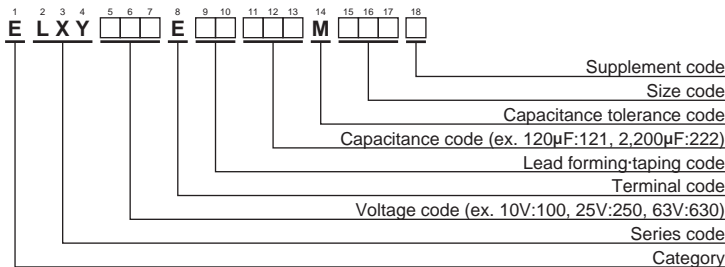 1 2 3 4 5 6 7 8 9 10 11 12 13 14 15 16 17 18
E L X Y E M
Supplement code
Size code
Capacitance tolerance code
Capacitance code (ex. 120µF:121, 2,200µF:222)
Lead forming·taping code
Terminal code
Voltage code (ex. 10V:100, 25V:250, 63V:630)
Series code
Category